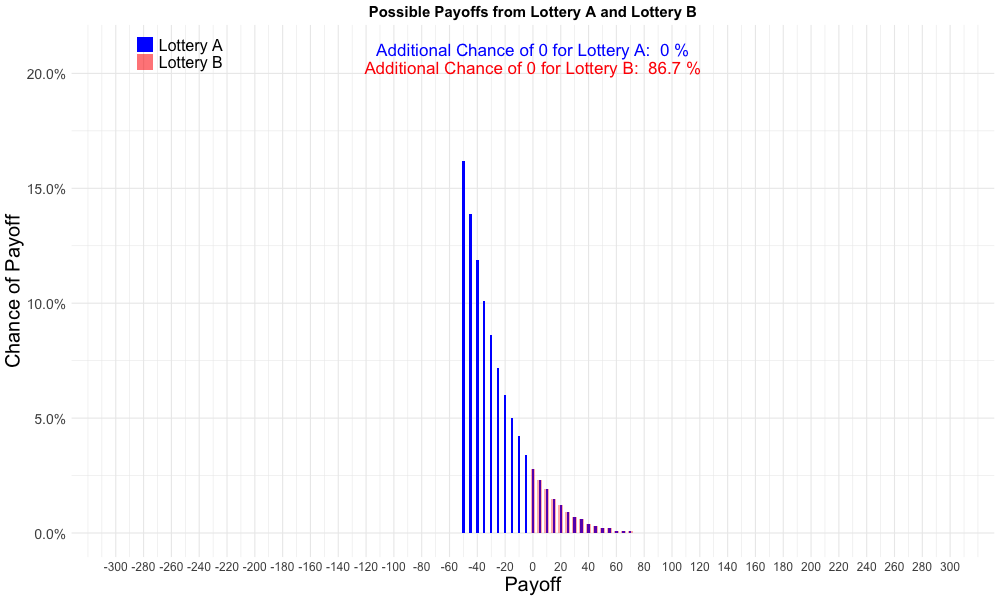 Possible Payoffs from Lottery A and Lottery B
Lottery A
Lottery B
Additional Chance of 0 for Lottery A:  0 %
Additional Chance of 0 for Lottery B:  86.7 %
Chance of Payoff
20.0%
15.0%
10.0%
5.0%
0.0%
-300 -280 -260 -240 -220 -200 -180 -160 -140 -120 -100 -80 -60 -40 -20 0 20 40 60 80 100 120 140 160 180 200 220 240 260 280 300
Payoff